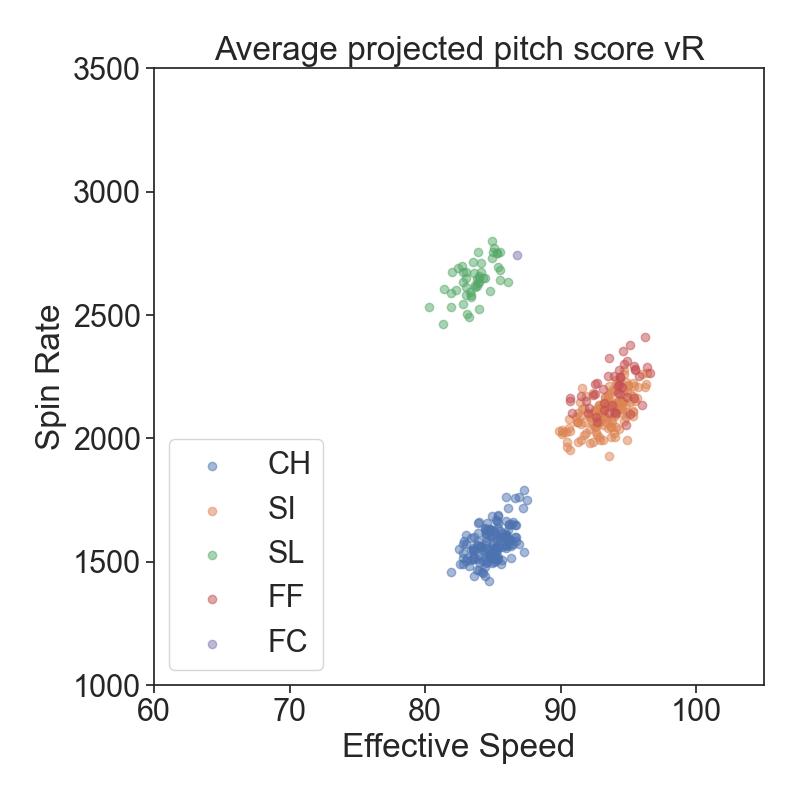 Average projected pitch score vR
3500
3000
2500
2000
1500
1000
Spin Rate
CH
SI
SL
FF
FC
60 70 80 90 100
Effective Speed